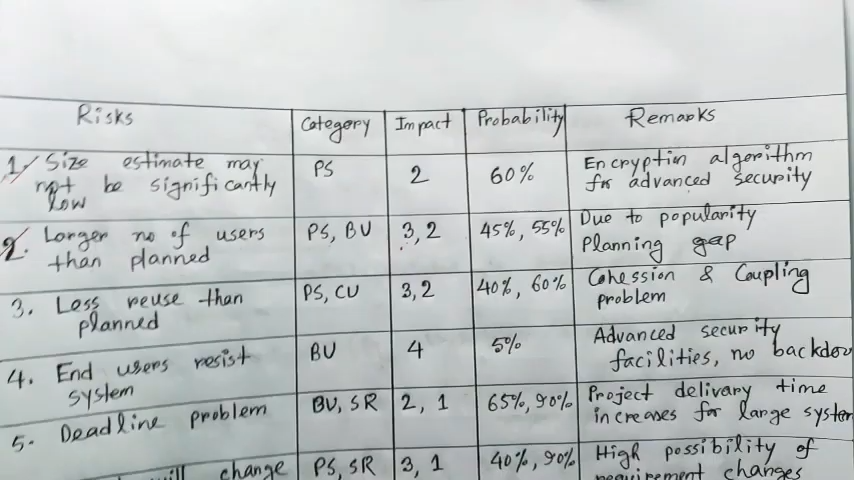 Risks Category Impact Probability Remarks
1. Size estimate may PS 2 60% Encryption algorithm
not be significantly for advanced security
low
2. Larger no of users PS, BU 3, 2 45%, 55% Due to popularity
than planned Planning gap
3. Less reuse than PS, CU 3, 2 40%, 60% Cohession & Coupling
planned problem
4. End users resist BU 4 5% Advanced security
system facilities, no backdoo
5. Deadline problem BU, SR 2, 1 65%, 90% Project delivary time
increases for large system
will change PS, SR 3, 1 40%, 90% High possibility of
requirement changes